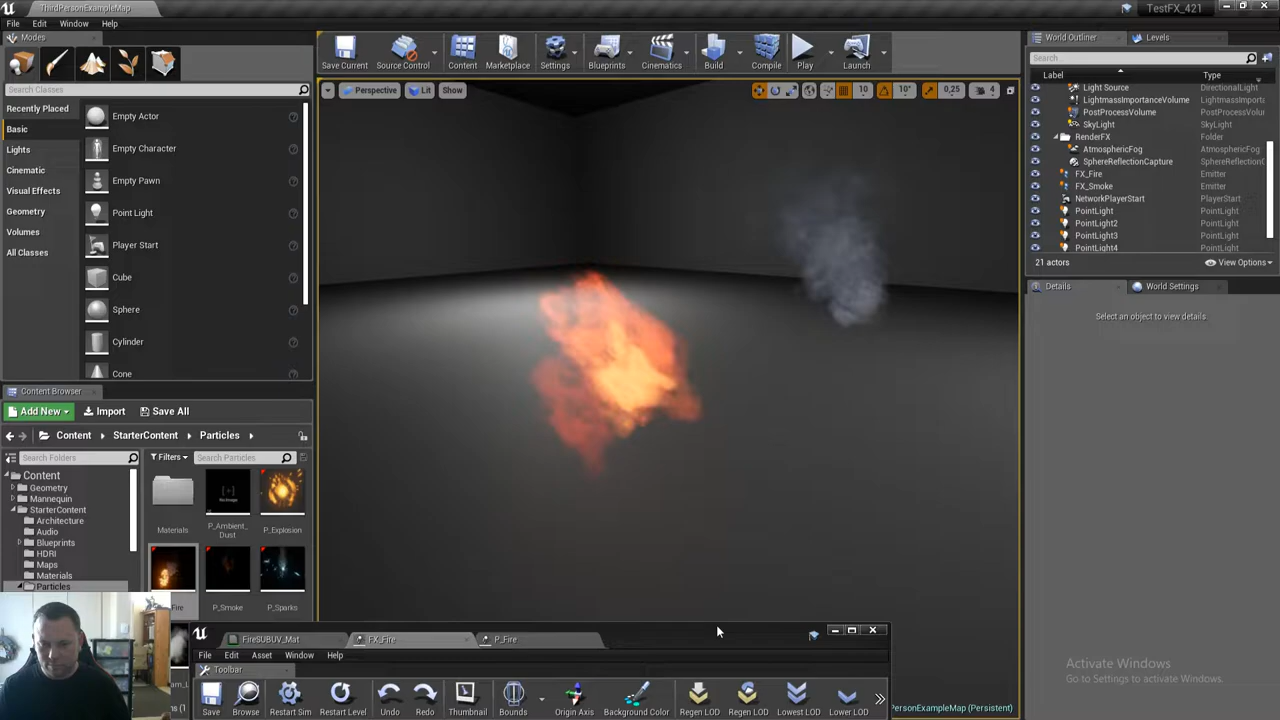 ThirdPersonExampleMap
TestFX_421
File Edit Window Help
Modes
Search Classes
Recently Placed
Basic
Lights
Cinematic
Visual Effects
Geometry
Volumes
All Classes
Empty Actor
Empty Character
Empty Pawn
Point Light
Player Start
Cube
Sphere
Cylinder
Cone
Save Current
Source Control
Content
Marketplace
Settings
Blueprints
Cinematics
Build
Compile
Play
Launch
Perspective
Lit
Show
10
10°
0,25
4
World Outliner
Levels
Search...
Label Type
Light Source DirectionalLight
LightmassImportanceVolume LightmassImporta
PostProcessVolume PostProcessVolu
SkyLight SkyLight
RenderFX Folder
AtmosphericFog AtmosphericFog
SphereReflectionCapture SphereReflectionC
FX_Fire Emitter
FX_Smoke Emitter
NetworkPlayerStart PlayerStart
PointLight PointLight
PointLight2 PointLight
PointLight3 PointLight
PointLight4 PointLight
21 actors
View Options
Details
World Settings
Select an object to view details.
Content Browser
Add New
Import
Save All
Content StarterContent Particles
Search Folders
Filters
Search Particles
Content
Geometry
Mannequin
StarterContent
Architecture
Audio
Blueprints
HDRI
Maps
Materials
Particles
Materials
P_Ambient_
Dust
P_Explosion
P_Smoke
P_Sparks
FireSUBUV_Mat
FX_Fire
P_Fire
File Edit Asset Window Help
Toolbar
Save
Browse
Restart Sim
Restart Level
Undo
Redo
Thumbnail
Bounds
Origin Axis
Background Color
Regen LOD
Regen LOD
Lowest LOD
Lower LOD
Activate Windows
Go to Settings to activate Windows.
PersonExampleMap (Persistent)